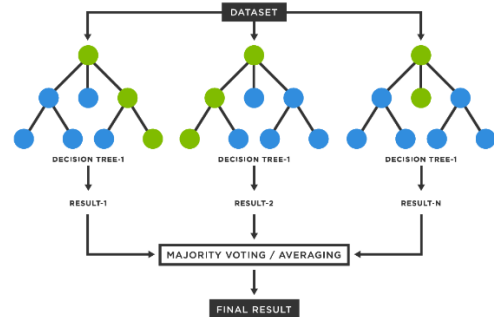 DATASET
DECISION TREE-1 DECISION TREE-1 DECISION TREE-1
RESULT-1 RESULT-2 RESULT-N
MAJORITY VOTING / AVERAGING
FINAL RESULT